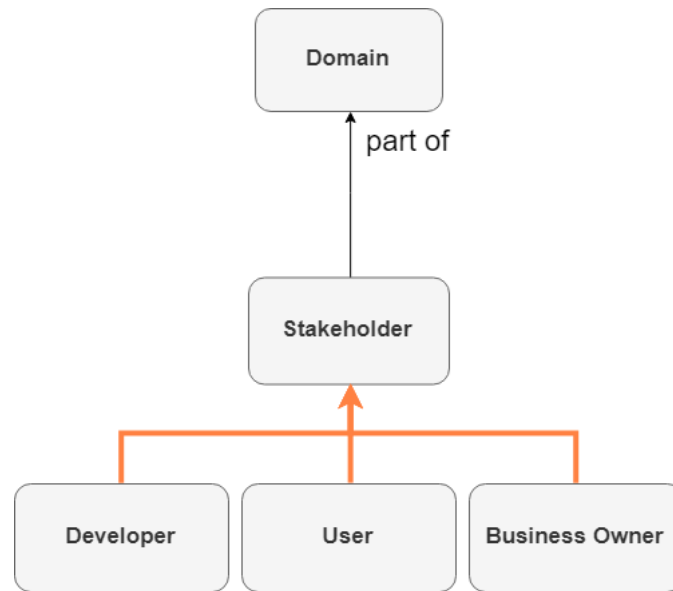 Domain
part of
Stakeholder
Developer
User
Business Owner